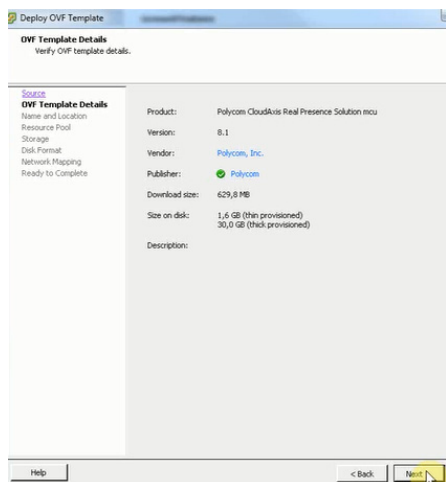 Deploy OVF Template
OVF Template Details
Verify OVF template details.
Source
OVF Template Details
Name and Location
Resource Pool
Storage
Disk Format
Network Mapping
Ready to Complete
Product: Polycom CloudAxis Real Presence Solution mcu
Version: 8.1
Vendor: Polycom, Inc.
Publisher: Polycom
Download size: 629,8 MB
Size on disk: 1,6 GB (thin provisioned)
30,0 GB (thick provisioned)
Description:
Help
< Back
Next